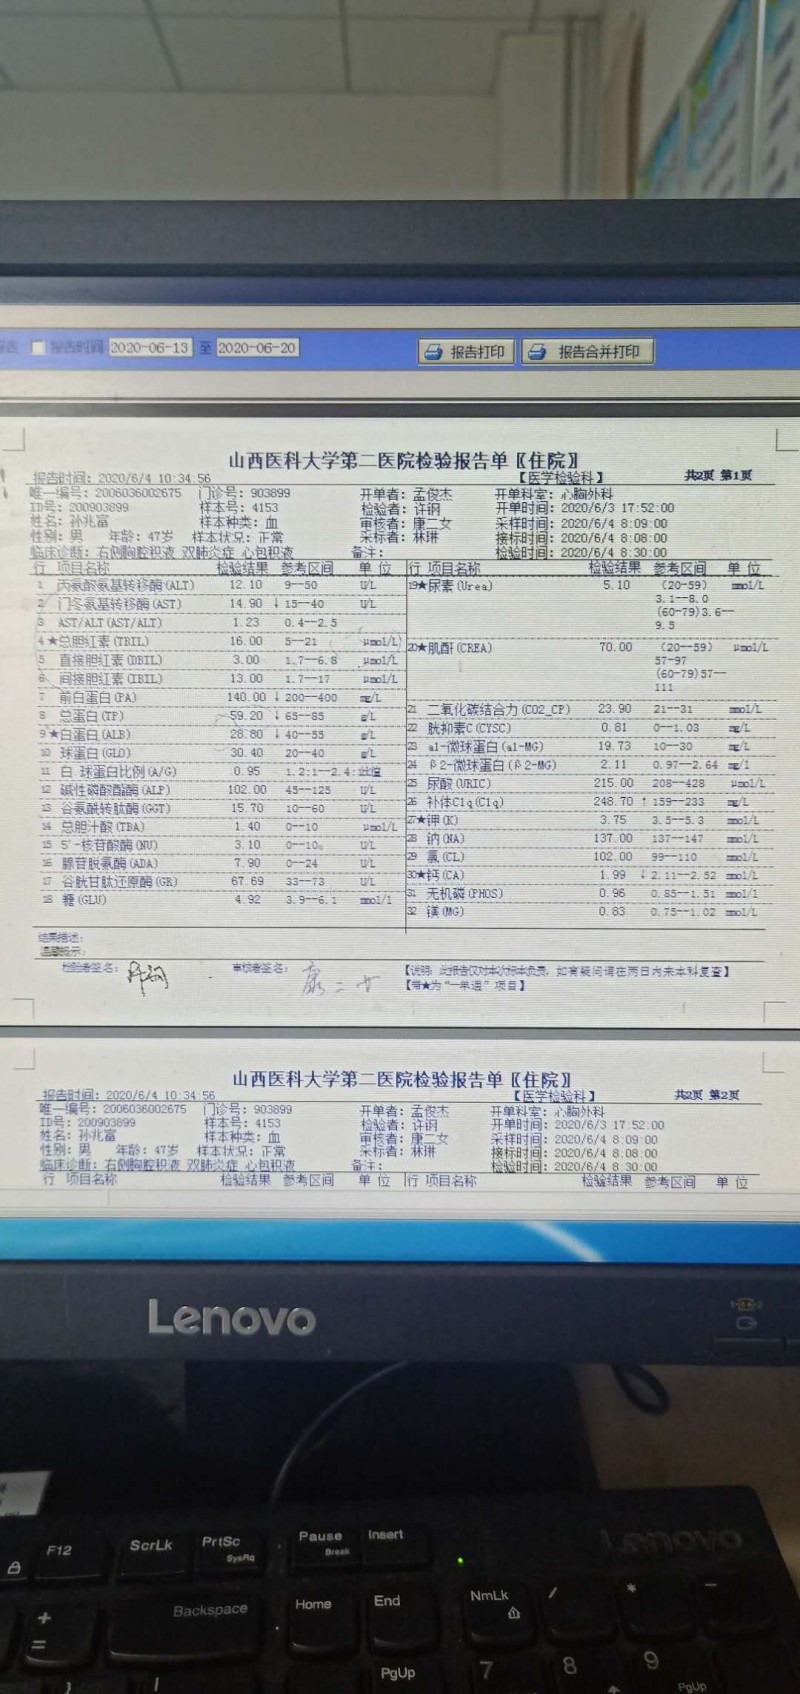 报告时间 2020-06-13 至 2020-06-20 报告打印 报告合并打印
山西医科大学第二医院检验报告单〖住院〗
报告时间: 2020/6/4 10:34:56 【医学检验科】 共2页 第1页
唯一编号: 2006036002675 门诊号: 903899 开单者: 孟俊杰 开单科室: 心胸外科
ID号: 200903899 样本号: 4153 检验者: 许钢 开单时间: 2020/6/3 17:52:00
姓名: 孙兆富 样本种类: 血 审核者: 康二女 采样时间: 2020/6/4 8:09:00
性别: 男 年龄: 47岁 样本状况: 正常 采标者: 林琳 接标时间: 2020/6/4 8:08:00
临床诊断: 右侧胸腔积液 双肺炎症 心包积液 备注: 检验时间: 2020/6/4 8:30:00
行 项目名称 检验结果 参考区间 单 位 行 项目名称 检验结果 参考区间 单 位
1 丙氨酸氨基转移酶(ALT) 12.10 9--50 U/L
2 门冬氨基转移酶(AST) 14.90 ↓ 15--40 U/L
3 AST/ALT(AST/ALT) 1.23 0.4--2.5
4★总胆红素(TBIL) 16.00 5--21 μmol/L
5 直接胆红素(DBIL) 3.00 1.7--6.8 μmol/L
6 间接胆红素(IBIL) 13.00 1.7--17 μmol/L
7 前白蛋白(PA) 140.00 ↓ 200--400 mg/L
8 总蛋白(TP) 59.20 ↓ 65--85 g/L
9★白蛋白(ALB) 28.80 ↓ 40--55 g/L
10 球蛋白(GLO) 30.40 20--40 g/L
11 白 球蛋白比例(A/G) 0.95 1.2:1--2.4: 比值
12 碱性磷酸酯酶(ALP) 102.00 45--125 U/L
13 谷氨酰转肽酶(GGT) 15.70 10--60 U/L
14 总胆汁酸(TBA) 1.40 0--10 μmol/L
15 5'-核苷酸酶(NU) 3.10 0--10 U/L
16 腺苷脱氨酶(ADA) 7.90 0--24 U/L
17 谷胱甘肽还原酶(GR) 67.69 33--73 U/L
18 糖(GLU) 4.92 3.9--6.1 mmol/l
19★尿素(Urea) 5.10 (20-59) mmol/L
3.1--8.0
(60-79)3.6--
9.5
20★肌酐(CREA) 70.00 (20--59) μmol/L
57-97
(60-79)57--
111
21 二氧化碳结合力(CO2_CP) 23.90 21--31 mmol/L
22 胱抑素C(CYSC) 0.81 0--1.03 mg/L
23 α1-微球蛋白(α1-MG) 19.73 10--30 mg/L
24 β2-微球蛋白(β2-MG) 2.11 0.97--2.64 mg/l
25 尿酸(URIC) 215.00 208--428 μmol/L
26 补体C1q(C1q) 248.70 ↑ 159--233 mg/L
27★钾(K) 3.75 3.5--5.3 mmol/L
28 钠(NA) 137.00 137--147 mmol/L
29 氯(CL) 102.00 99--110 mmol/L
30★钙(CA) 1.99 ↓ 2.11--2.52 mmol/L
31 无机磷(PHOS) 0.96 0.85--1.51 mmol/l
32 镁(MG) 0.83 0.75--1.02 mmol/L
结果描述:
温馨提示:
检验者签名: 许钢 审核者签名: 康二女 【说明: 此报告仅对本次标本负责, 如有疑问请在两日内来本科复查】
【带★为“一单通”项目】
山西医科大学第二医院检验报告单〖住院〗
报告时间: 2020/6/4 10:34:56 【医学检验科】 共2页 第2页
唯一编号: 2006036002675 门诊号: 903899 开单者: 孟俊杰 开单科室: 心胸外科
ID号: 200903899 样本号: 4153 检验者: 许钢 开单时间: 2020/6/3 17:52:00
姓名: 孙兆富 样本种类: 血 审核者: 康二女 采样时间: 2020/6/4 8:09:00
性别: 男 年龄: 47岁 样本状况: 正常 采标者: 林琳 接标时间: 2020/6/4 8:08:00
临床诊断: 右侧胸腔积液 双肺炎症 心包积液 备注: 检验时间: 2020/6/4 8:30:00
行 项目名称 检验结果 参考区间 单 位 行 项目名称 检验结果 参考区间 单 位
Lenovo
Lenovo
F12 ScrLk PrtSc SysRq Pause Break Insert
+ = Backspace Home End NmLk / * -
PgUp 7 8 9 PgUp